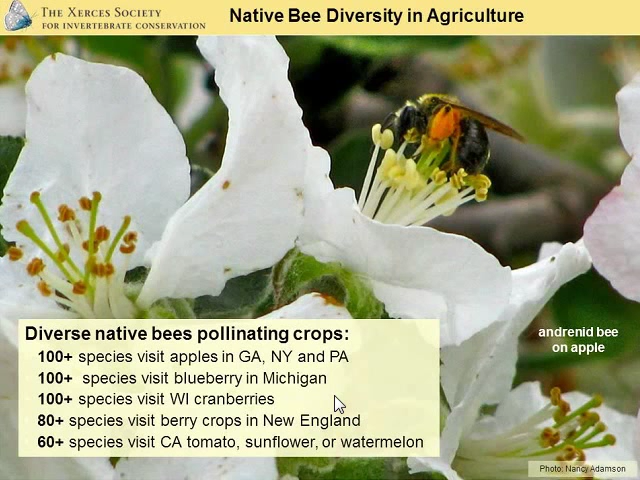 THE XERCES SOCIETY
FOR INVERTEBRATE CONSERVATION
Native Bee Diversity in Agriculture
andrenid bee
on apple
Diverse native bees pollinating crops:
100+ species visit apples in GA, NY and PA
100+ species visit blueberry in Michigan
100+ species visit WI cranberries
80+ species visit berry crops in New England
60+ species visit CA tomato, sunflower, or watermelon
Photo: Nancy Adamson